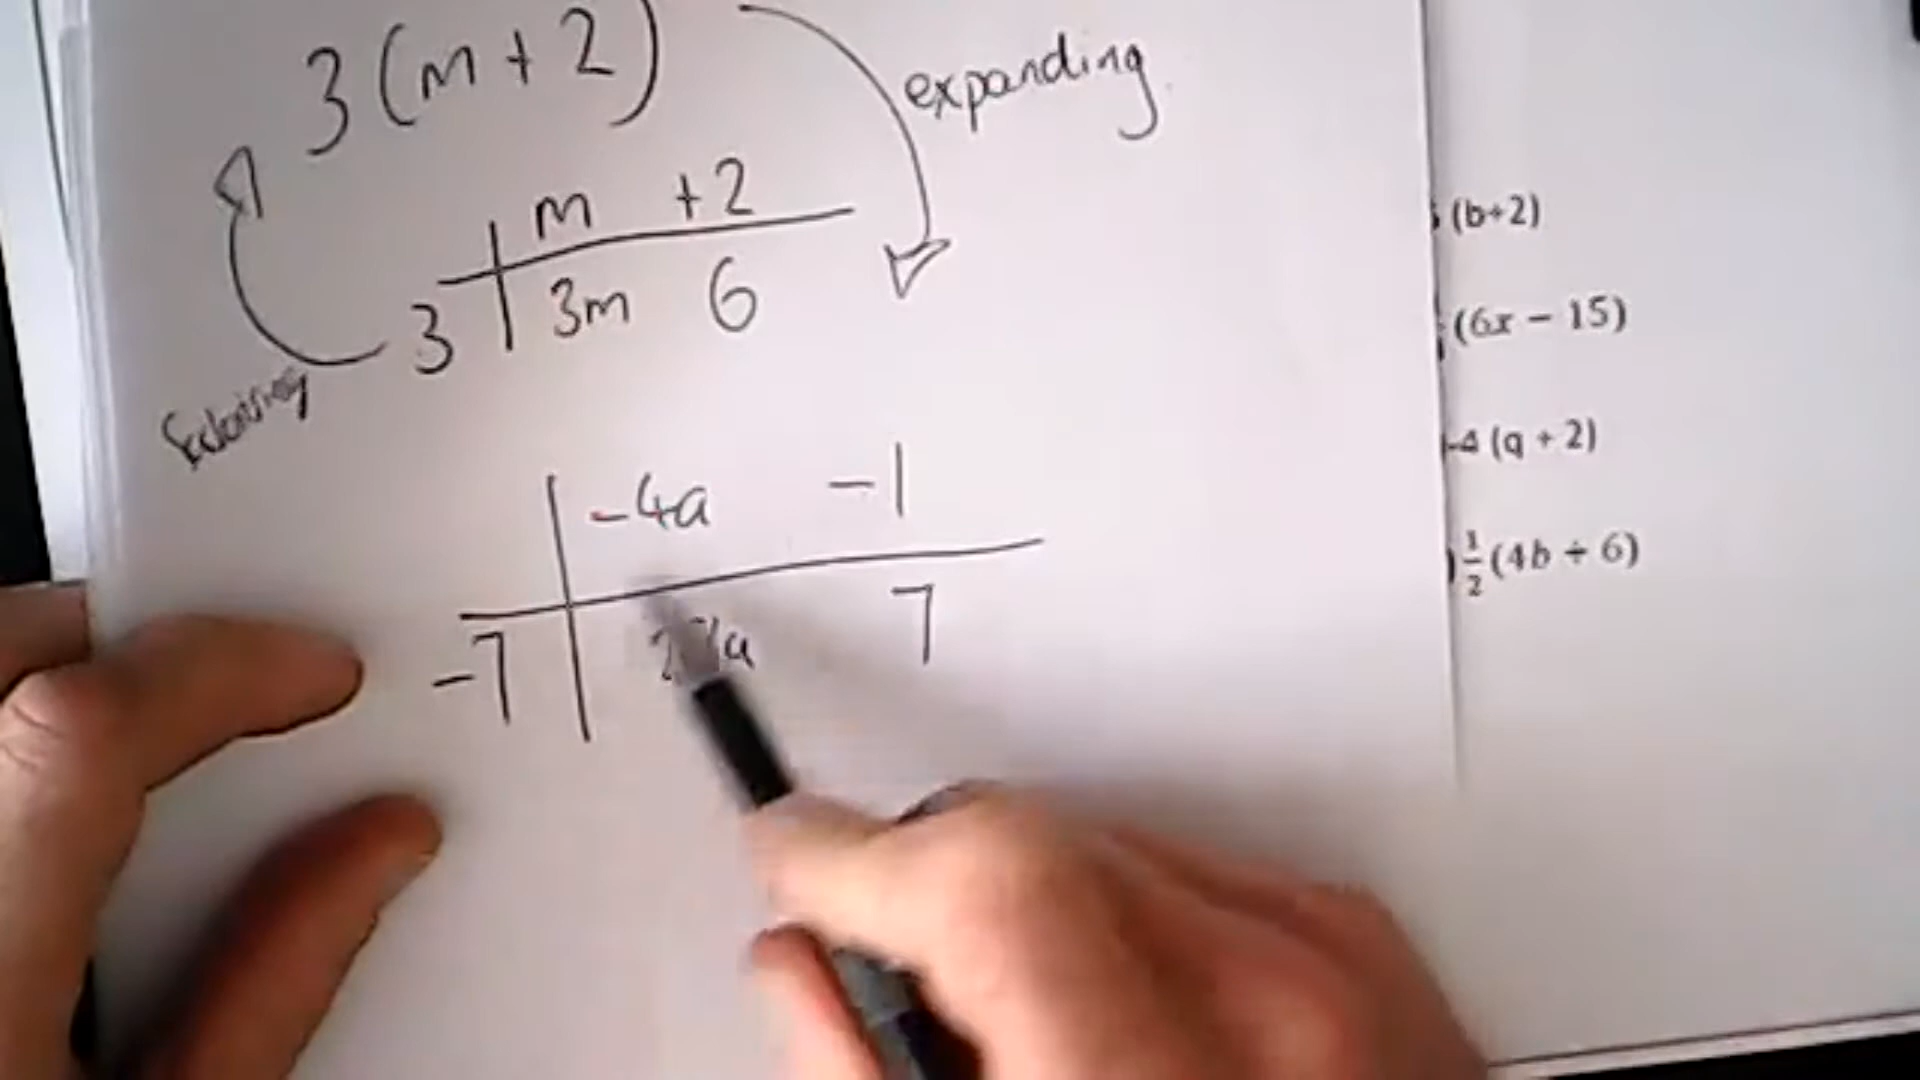 3(m+2)
expanding
m +2
3 3m 6
-4a -1
-7 7
(b+2)
(6x - 15)
-4 (q + 2)
1/2 (4b + 6)